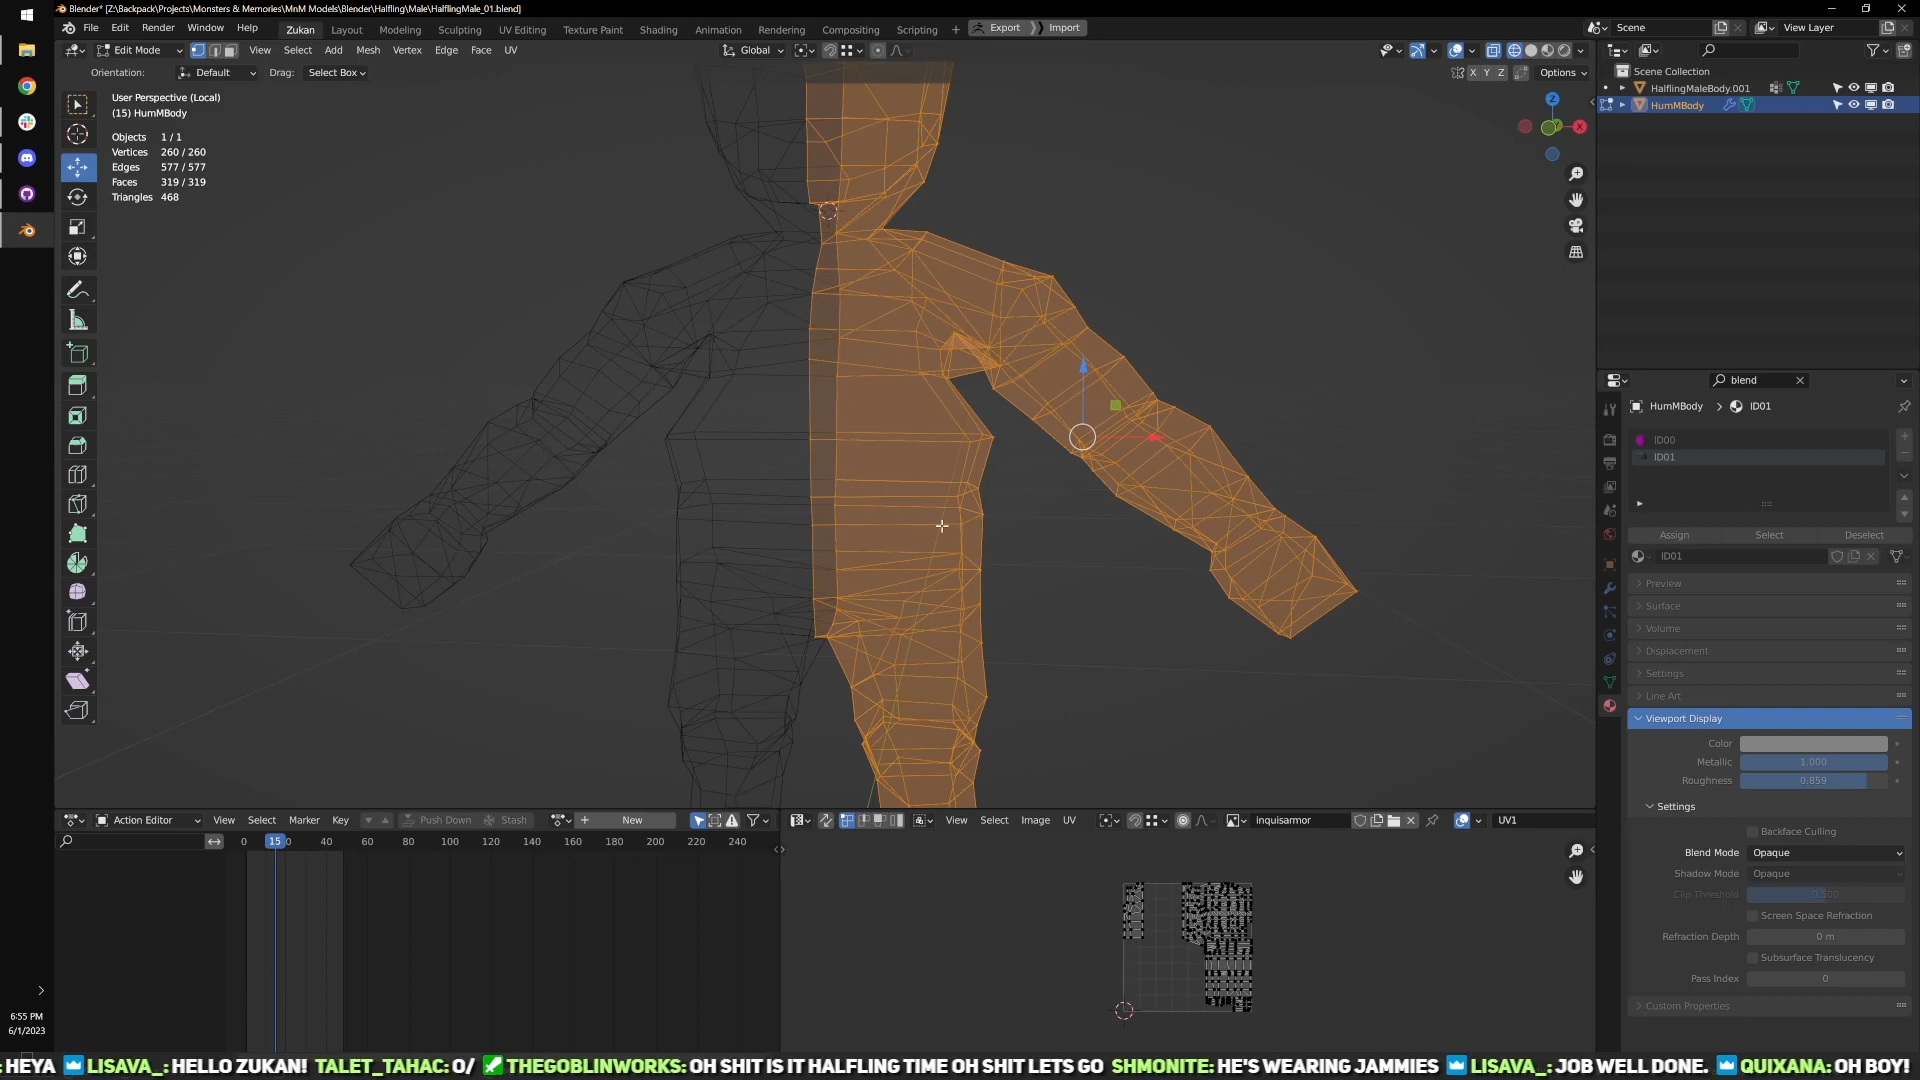 Blender* [Z:\Backpack\Projects\Monsters & Memories\MnM Models\Blender\Halfling\Male\HalflingMale_01.blend]
File Edit Render Window Help Zukan Layout Modeling Sculpting UV Editing Texture Paint Shading Animation Rendering Compositing Scripting + Export Import Scene View Layer
Edit Mode View Select Add Mesh Vertex Edge Face UV Global
Orientation: Default Drag: Select Box X Y Z Options
User Perspective (Local)
(15) HumMBody
Objects 1 / 1
Vertices 260 / 260
Edges 577 / 577
Faces 319 / 319
Triangles 468
Z
X
Scene Collection
HalflingMaleBody.001
HumMBody
blend
HumMBody > ID01
ID00
ID01
Assign Select Deselect
ID01
Preview
Surface
Volume
Displacement
Settings
Line Art
Viewport Display
Color
Metallic 1.000
Roughness 0.859
Settings
Backface Culling
Blend Mode Opaque
Shadow Mode Opaque
Clip Threshold 0.500
Screen Space Refraction
Refraction Depth 0 m
Subsurface Translucency
Pass Index 0
Custom Properties
Action Editor View Select Marker Key Push Down Stash New
0 15 40 60 80 100 120 140 160 180 200 220 240
View Select Image UV inquisarmor UV1
6:55 PM
6/1/2023
: HEYA LISAVA_: HELLO ZUKAN! TALET_TAHAC: O/ THEGOBLINWORKS: OH SHIT IS IT HALFLING TIME OH SHIT LETS GO SHMONITE: HE'S WEARING JAMMIES LISAVA_: JOB WELL DONE. QUIXANA: OH BOY!